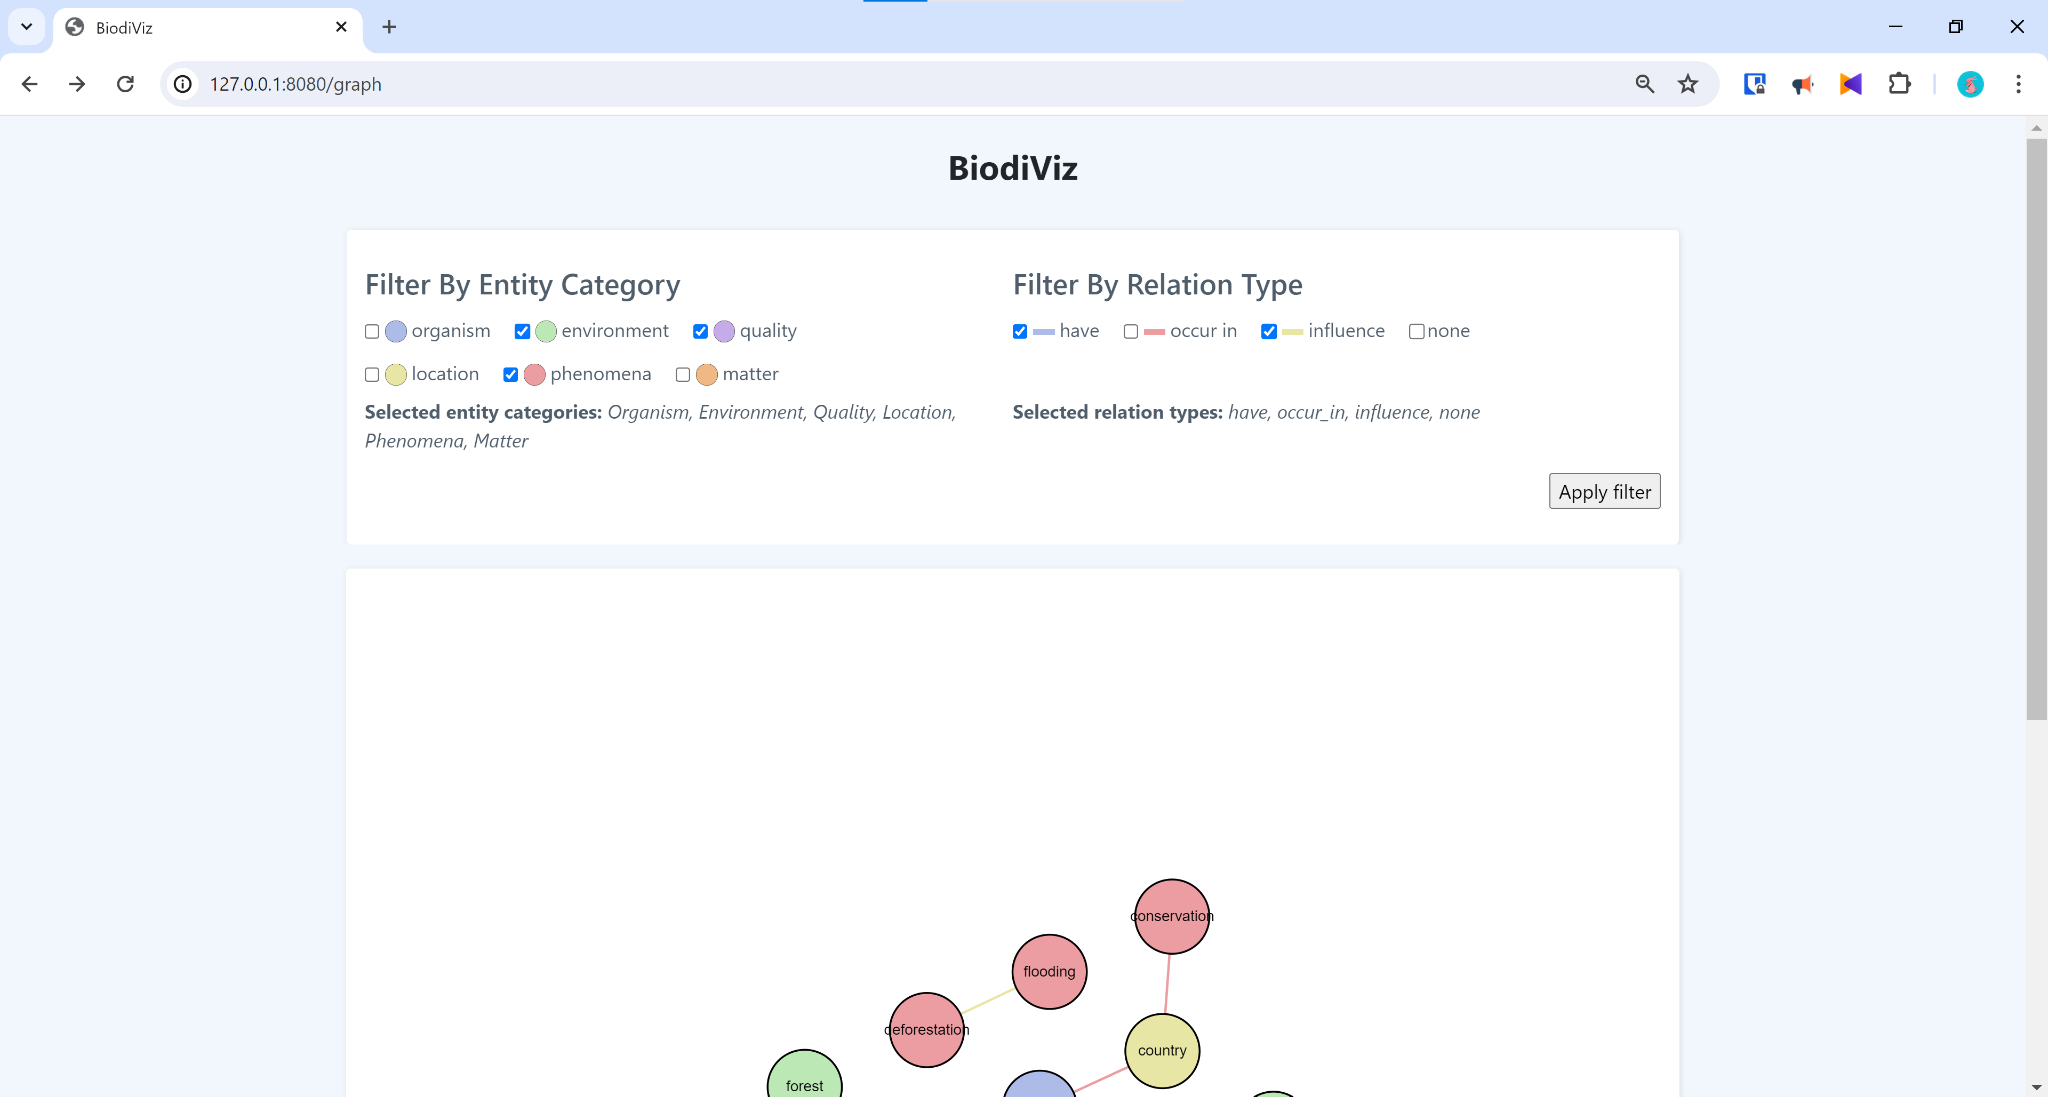 BiodiViz
127.0.0.1:8080/graph
BiodiViz
Filter By Entity Category
organism environment quality
location phenomena matter
Selected entity categories: Organism, Environment, Quality, Location,
Phenomena, Matter
Filter By Relation Type
have occur in influence none
Selected relation types: have, occur_in, influence, none
Apply filter
conservation
flooding
deforestation
country
forest